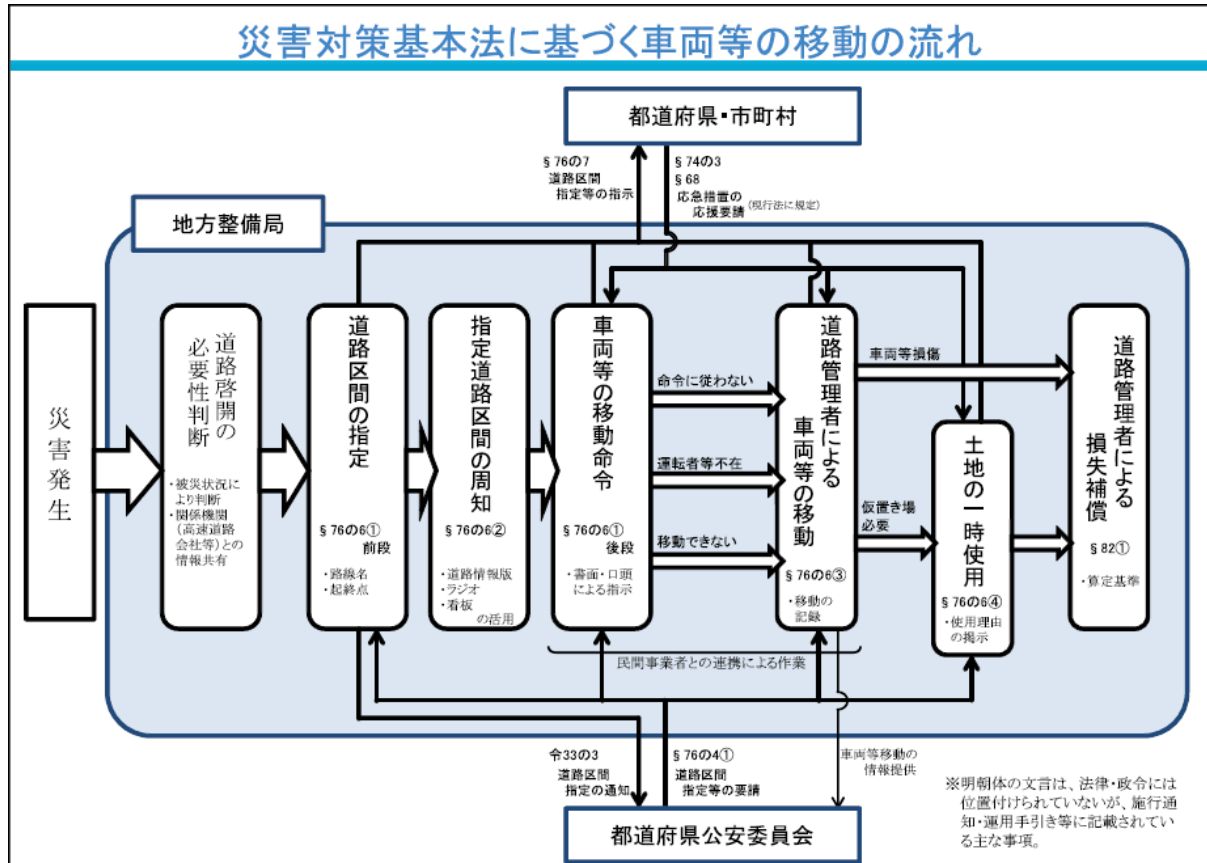 災害対策基本法に基づく車両等の移動の流れ
都道府県・市町村
§76の7
道路区間
指定等の指示
§74の3
§68
応急措置の
応援要請
(現行法に規定)
地方整備局
災害発生
道路啓開の
必要性判断
・被災状況に
より判断
・関係機関
(高速道路
会社等)との
情報共有
道路区間の指定
§76の6①
前段
・路線名
・起終点
指定道路区間の周知
§76の6②
・道路情報版
・ラジオ
・看板
の活用
車両等の移動命令
§76の6①
後段
・書面・口頭
による指示
命令に従わない
運転者等不在
移動できない
道路管理者による
車両等の移動
§76の6③
・移動の
記録
車両等損傷
仮置き場
必要
土地の一時使用
§76の6④
・使用理由
の掲示
道路管理者による
損失補償
§82①
・算定基準
民間事業者との連携による作業
令33の3
道路区間
指定の通知
§76の4①
道路区間
指定等の要請
車両等移動の
情報提供
都道府県公安委員会
※明朝体の文言は、法律・政令には
位置付けられていないが、施行通
知・運用手引き等に記載されてい
る主な事項。